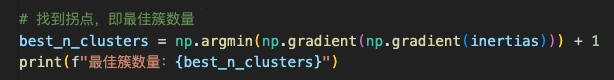 # 找到拐点，即最佳簇数量
best_n_clusters = np.argmin(np.gradient(np.gradient(inertias))) + 1
print(f"最佳簇数量：{best_n_clusters}")